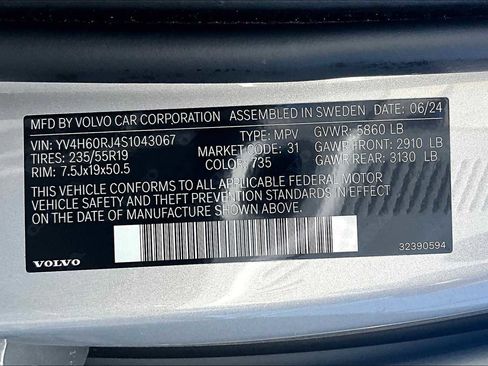 MFD BY VOLVO CAR CORPORATION ASSEMBLED IN SWEDEN 06/24
VIN: YV4H60RJ4S1043067 TYPE: MPV GVWR: 5860 LB
TIRES: 235/55R19 MARKET CODE: 31 GAWR FRONT: 2910 LB
RIM: 7.5Jx19x50.5 COLOR: 735 GAWR REAR: 3130 LB
THIS VEHICLE CONFORMS TO ALL APPLICABLE FEDERAL MOTOR
VEHICLE SAFETY AND THEFT PREVENTION STANDARDS IN EFFECT
ON THE DATE OF MANUFACTURE SHOWN ABOVE.
VOLVO 32390594